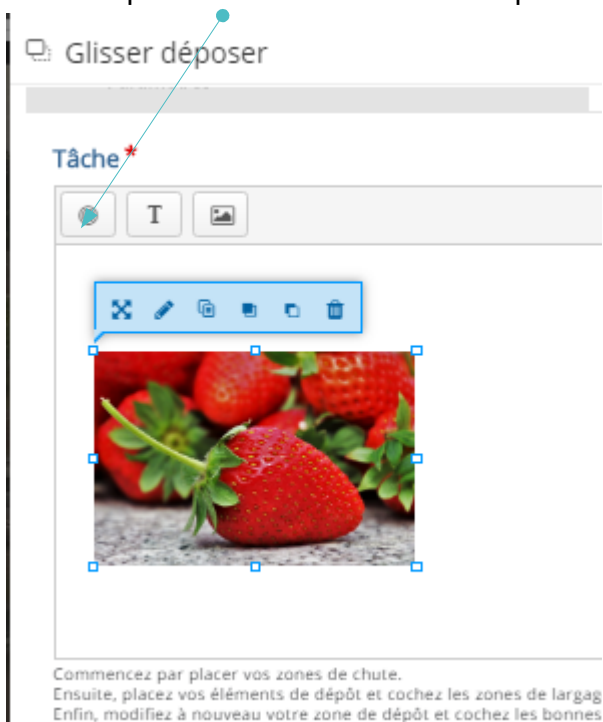 Glisser déposer
Tâche *
T
Commencez par placer vos zones de chute.
Ensuite, placez vos éléments de dépôt et cochez les zones de largag
Enfin, modifiez à nouveau votre zone de dépôt et cochez les bonnes